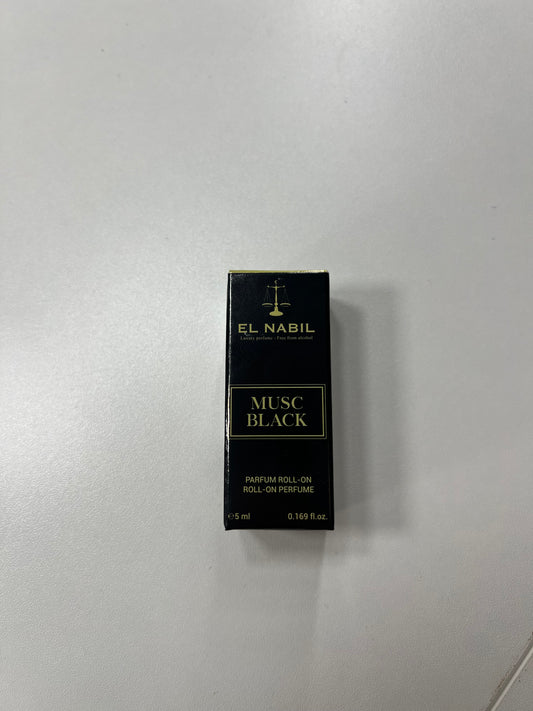 EL NABIL
Luxury perfume - Free from alcohol
MUSC
BLACK
PARFUM ROLL-ON
ROLL-ON PERFUME
℮5 ml 0.169 fl.oz.